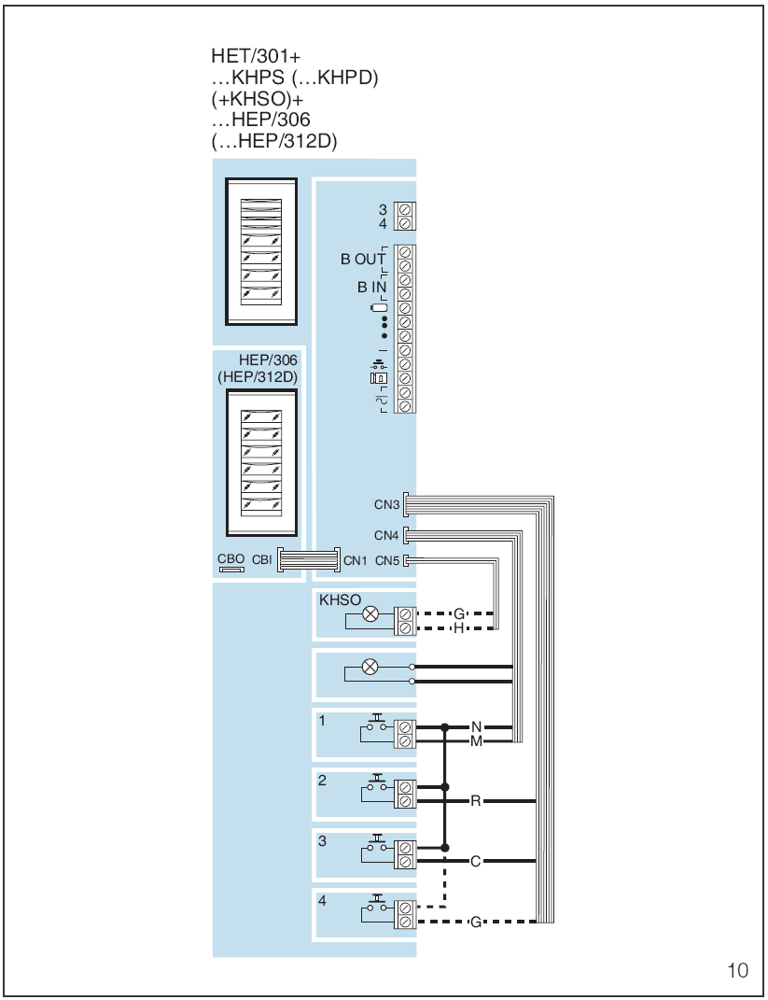 HET/301+
...KHPS (...KHPD)
(+KHSO)+
...HEP/306
(...HEP/312D)
3
4
B OUT
B IN
HEP/306
(HEP/312D)
CN3
CN4
CBO CBI CN1 CN5
KHSO
G
H
1
N
M
2
R
3
C
4
G
10